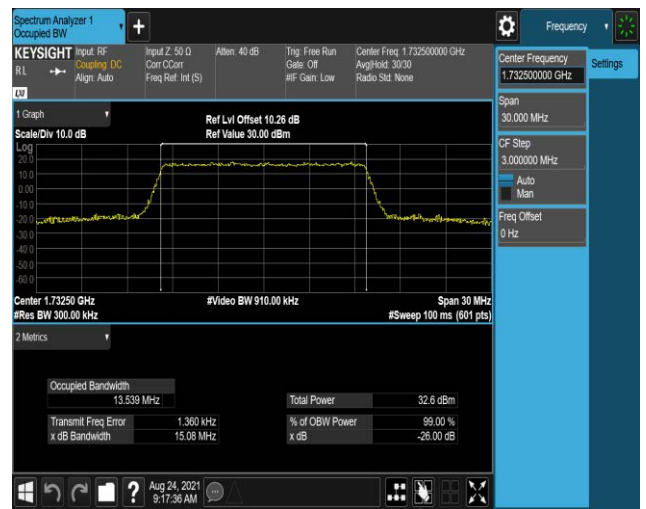 Spectrum Analyzer 1
Occupied BW
Frequency
KEYSIGHT
RL
LXI
Input: RF
Coupling: DC
Align: Auto
Input Z: 50 Ω
Corr CCorr
Freq Ref: Int (S)
Atten: 40 dB
Trig: Free Run
Gate: Off
#IF Gain: Low
Center Freq: 1.732500000 GHz
Avg|Hold: 30/30
Radio Std: None
Center Frequency
1.732500000 GHz
Settings
Span
30.000 MHz
CF Step
3.000000 MHz
Auto
Man
Freq Offset
0 Hz
1 Graph
Scale/Div 10.0 dB
Ref Lvl Offset 10.26 dB
Ref Value 30.00 dBm
Log
20.0
10.0
0.00
-10.0
-20.0
-30.0
-40.0
-50.0
-60.0
Center 1.73250 GHz
#Video BW 910.00 kHz
Span 30 MHz
#Res BW 300.00 kHz
#Sweep 100 ms (601 pts)
2 Metrics
Occupied Bandwidth
13.539 MHz
Total Power 32.6 dBm
Transmit Freq Error 1.360 kHz
% of OBW Power 99.00 %
x dB Bandwidth 15.08 MHz
x dB -26.00 dB
?
Aug 24, 2021
9:17:36 AM